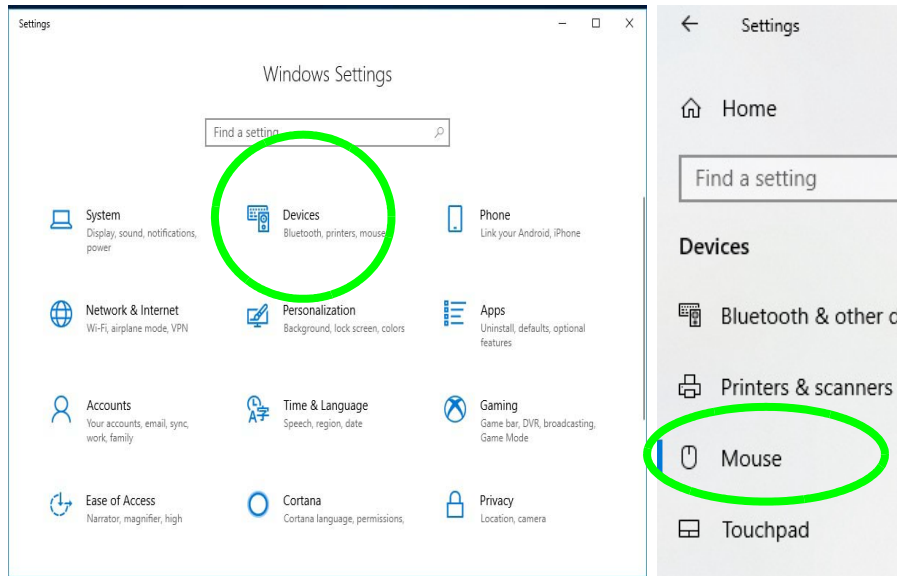 Settings
Windows Settings
Find a setting
System
Display, sound, notifications,
power
Devices
Bluetooth, printers, mouse
Phone
Link your Android, iPhone
Network & Internet
Wi-Fi, airplane mode, VPN
Personalization
Background, lock screen, colors
Apps
Uninstall, defaults, optional
features
Accounts
Your accounts, email, sync,
work, family
Time & Language
Speech, region, date
Gaming
Game bar, DVR, broadcasting,
Game Mode
Ease of Access
Narrator, magnifier, high
Cortana
Cortana language, permissions,
Privacy
Location, camera
Settings
Home
Find a setting
Devices
Bluetooth & other
Printers & scanners
Mouse
Touchpad